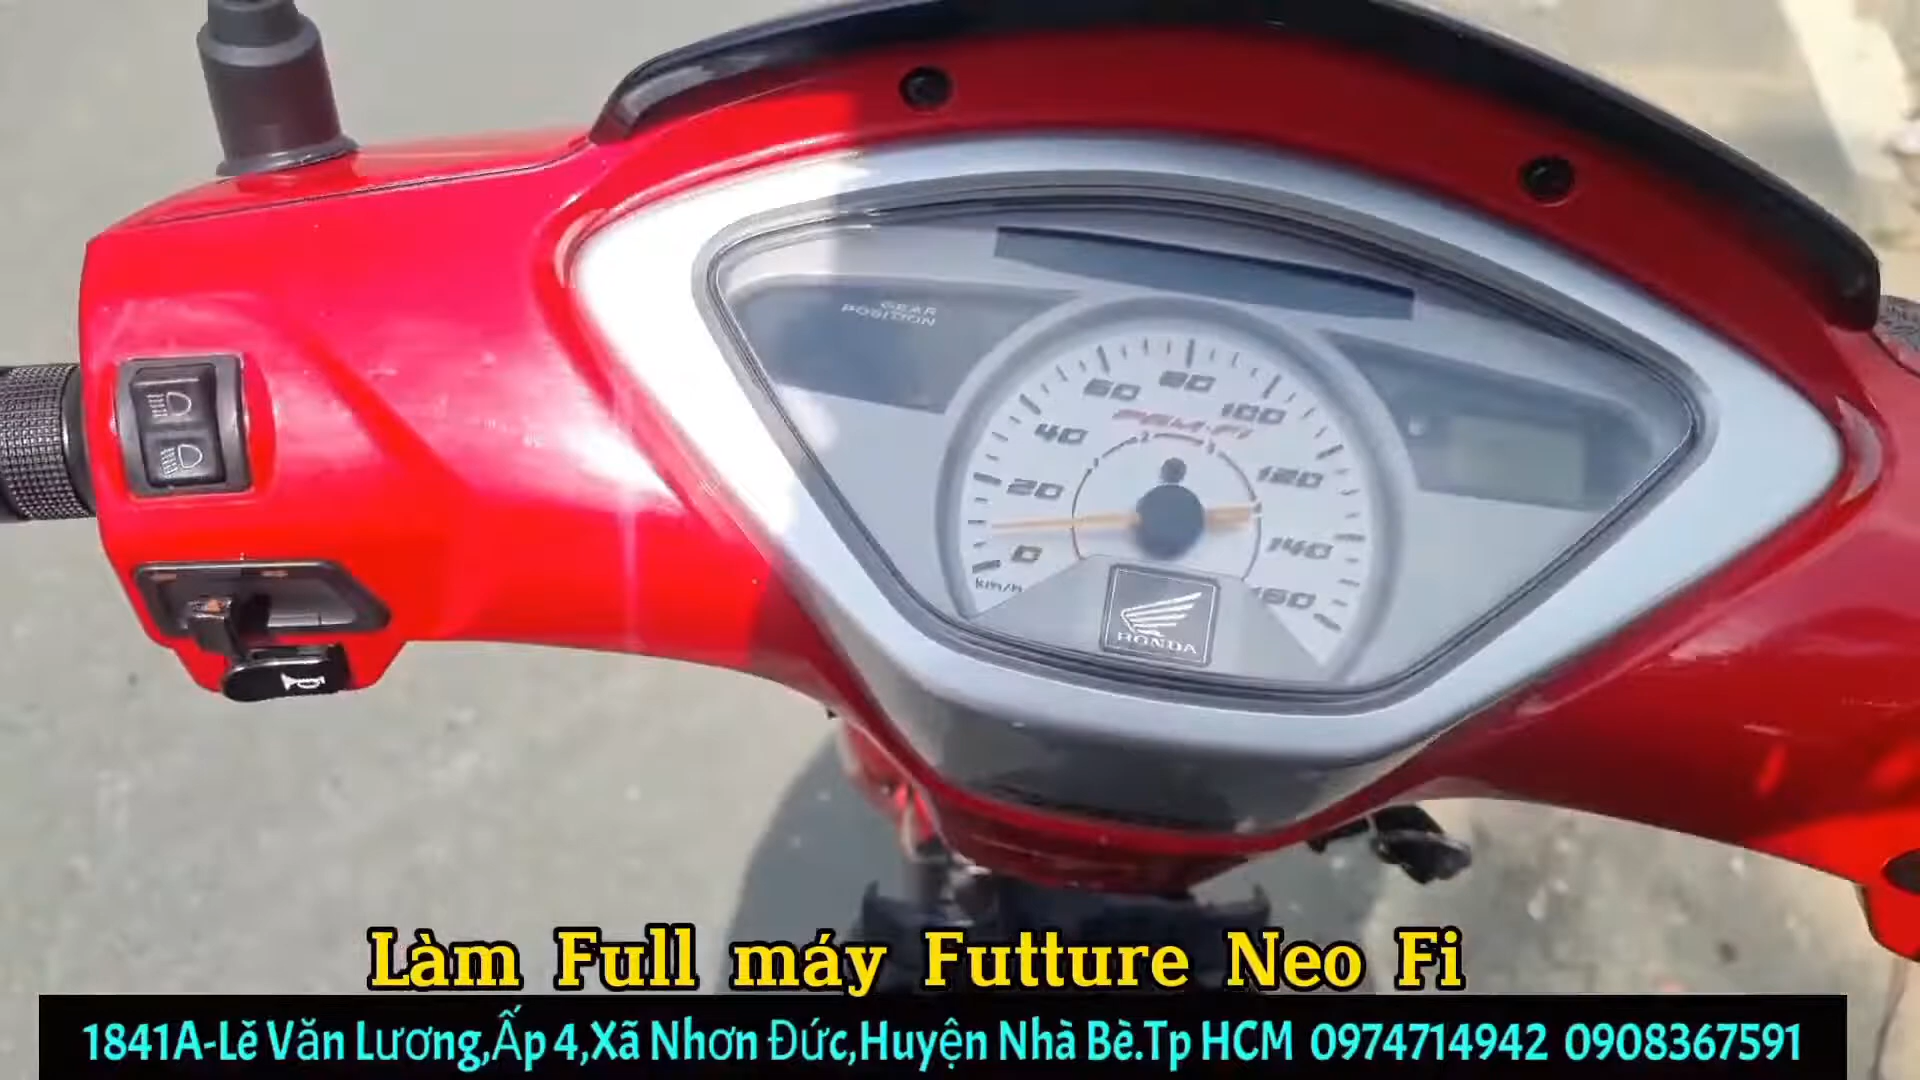 GEAR
POSITION
60 80
100
PGM-FI
40
120
20
140
0
160
km/h
HONDA
Làm Full máy Futture Neo Fi
1841A-Lê Văn Lương,Ấp 4,Xã Nhơn Đức,Huyện Nhà Bè.Tp HCM 0974714942 0908367591